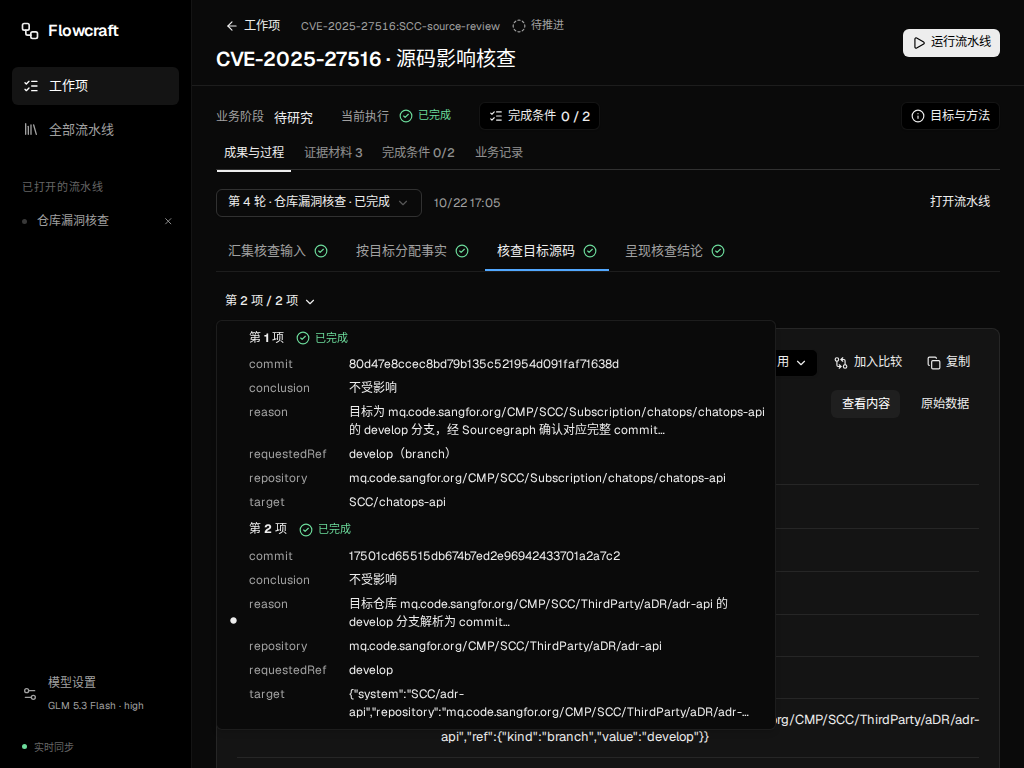 Flowcraft
工作项
全部流水线
已打开的流水线
仓库漏洞核查
模型设置
GLM 5.3 Flash · high
实时同步
工作项 CVE-2025-27516:SCC-source-review 待推进
CVE-2025-27516 · 源码影响核查
运行流水线
业务阶段 待研究 当前执行 已完成 完成条件 0 / 2 目标与方法
成果与过程 证据材料 3 完成条件 0/2 业务记录
第 4 轮 · 仓库漏洞核查 · 已完成 10/22 17:05 打开流水线
汇集核查输入 按目标分配事实 核查目标源码 呈现核查结论
第 2 项 / 2 项
第 1 项 已完成
commit 80d47e8ccec8bd79b135c521954d091faf71638d
conclusion 不受影响
reason 目标为 mq.code.sangfor.org/CMP/SCC/Subscription/chatops/chatops-api
的 develop 分支，经 Sourcegraph 确认对应完整 commit…
requestedRef develop（branch）
repository mq.code.sangfor.org/CMP/SCC/Subscription/chatops/chatops-api
target SCC/chatops-api
第 2 项 已完成
commit 17501cd65515db674b7ed2e96942433701a2a7c2
conclusion 不受影响
reason 目标仓库 mq.code.sangfor.org/CMP/SCC/ThirdParty/aDR/adr-api 的
develop 分支解析为 commit…
repository mq.code.sangfor.org/CMP/SCC/ThirdParty/aDR/adr-api
requestedRef develop
target {"system":"SCC/adr-
api","repository":"mq.code.sangfor.org/CMP/SCC/ThirdParty/aDR/adr-…
用 加入比较 复制
查看内容 原始数据
org/CMP/SCC/ThirdParty/aDR/adr-
api","ref":{"kind":"branch","value":"develop"}}